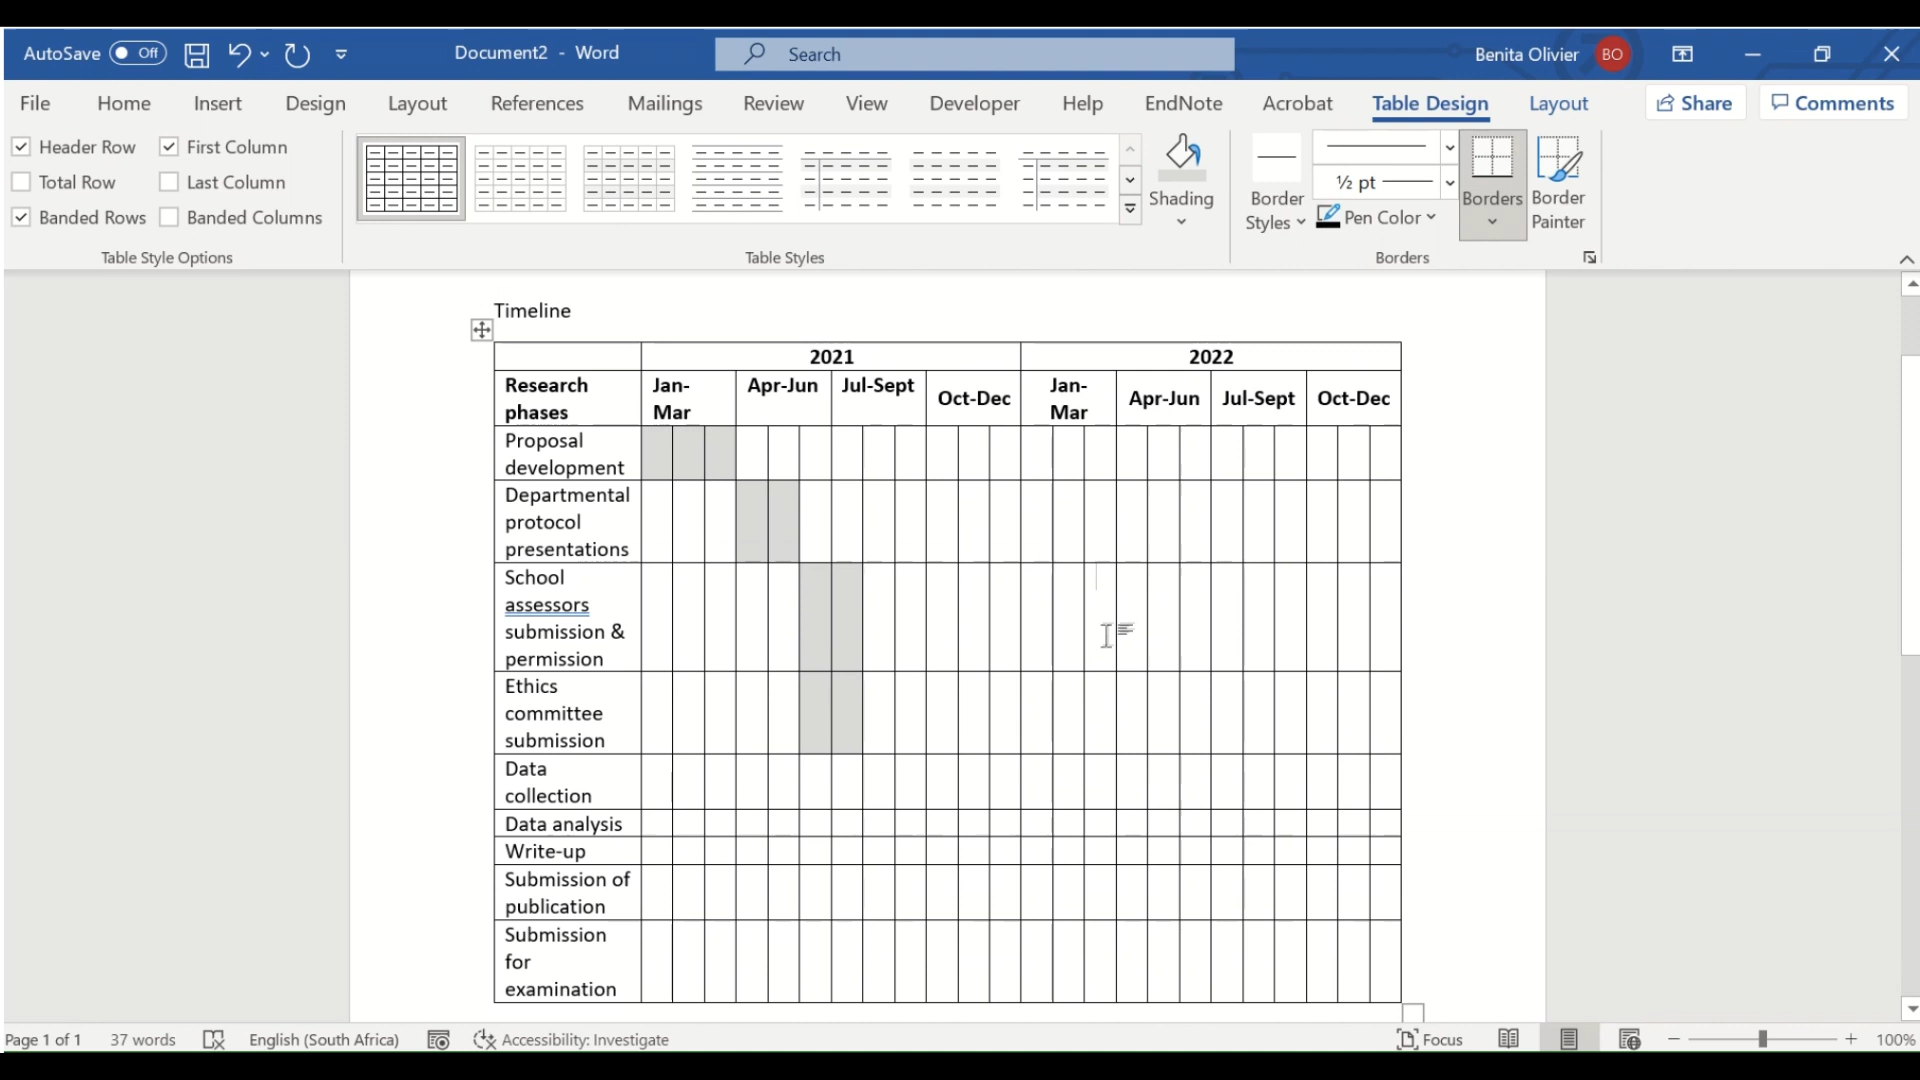 AutoSave Off Document2 - Word Search Benita Olivier BO
File Home Insert Design Layout References Mailings Review View Developer Help EndNote Acrobat Table Design Layout Share Comments
Header Row First Column
Total Row Last Column
Banded Rows Banded Columns
Table Style Options
Table Styles
Shading
Border
Styles
½ pt
Pen Color
Borders
Border
Painter
Borders
Timeline
2021 2022
Research
phases
Jan-
Mar
Apr-Jun
Jul-Sept
Oct-Dec
Jan-
Mar
Apr-Jun
Jul-Sept
Oct-Dec
Proposal
development
Departmental
protocol
presentations
School
assessors
submission &
permission
Ethics
committee
submission
Data
collection
Data analysis
Write-up
Submission of
publication
Submission
for
examination
Page 1 of 1 37 words English (South Africa) Accessibility: Investigate Focus 100%